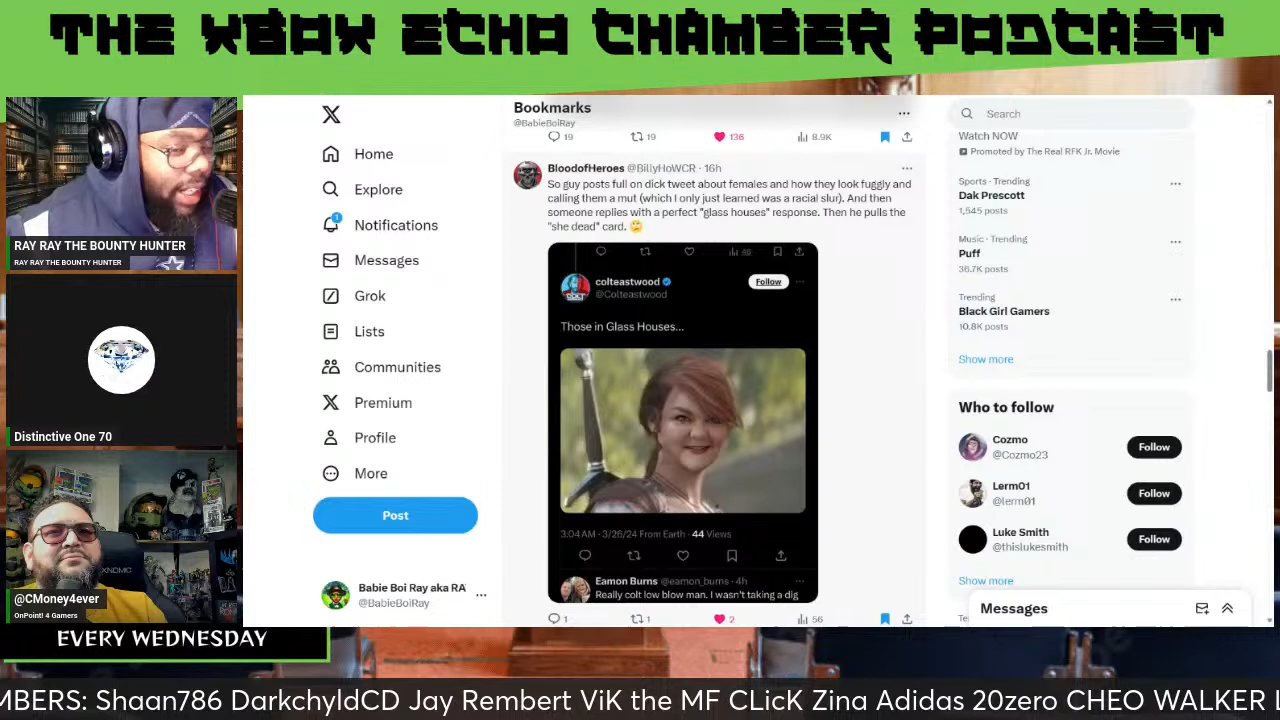 THE XBOX ECHO CHAMBER PODCAST
RAY RAY THE BOUNTY HUNTER
RAY RAY THE BOUNTY HUNTER
Distinctive One 70
@CMoney4ever
OnPoint! 4 Gamers
EVERY WEDNESDAY
X
Home
Explore
1
Notifications
Messages
Grok
Lists
Communities
Premium
Profile
More
Post
Babie Boi Ray aka RA
@BabieBoiRay
Bookmarks
@BabieBoiRay
19 19 136 8.9K
BloodofHeroes @BillyHoWCR · 16h
So guy posts full on dick tweet about females and how they look fuggly and
calling them a mut (which I only just learned was a racial slur). And then
someone replies with a perfect "glass houses" response. Then he pulls the
"she dead" card. 🙄
46
colteastwood
@Colteastwood
Follow
Those in Glass Houses...
3:04 AM · 3/26/24 From Earth · 44 Views
Eamon Burns @eamon_burns · 4h
Really colt low blow man. I wasn't taking a dig
1 1 2 56
Search
Watch NOW
Promoted by The Real RFK Jr. Movie
Sports · Trending
Dak Prescott
1,545 posts
Music · Trending
Puff
36.7K posts
Trending
Black Girl Gamers
10.8K posts
Show more
Who to follow
Cozmo
@Cozmo23
Follow
Lerm01
@lerm01
Follow
Luke Smith
@thislukesmith
Follow
Show more
Messages
MBERS: Shaan786 DarkchyldCD Jay Rembert ViK the MF CLicK Zina Adidas 20zero CHEO WALKER